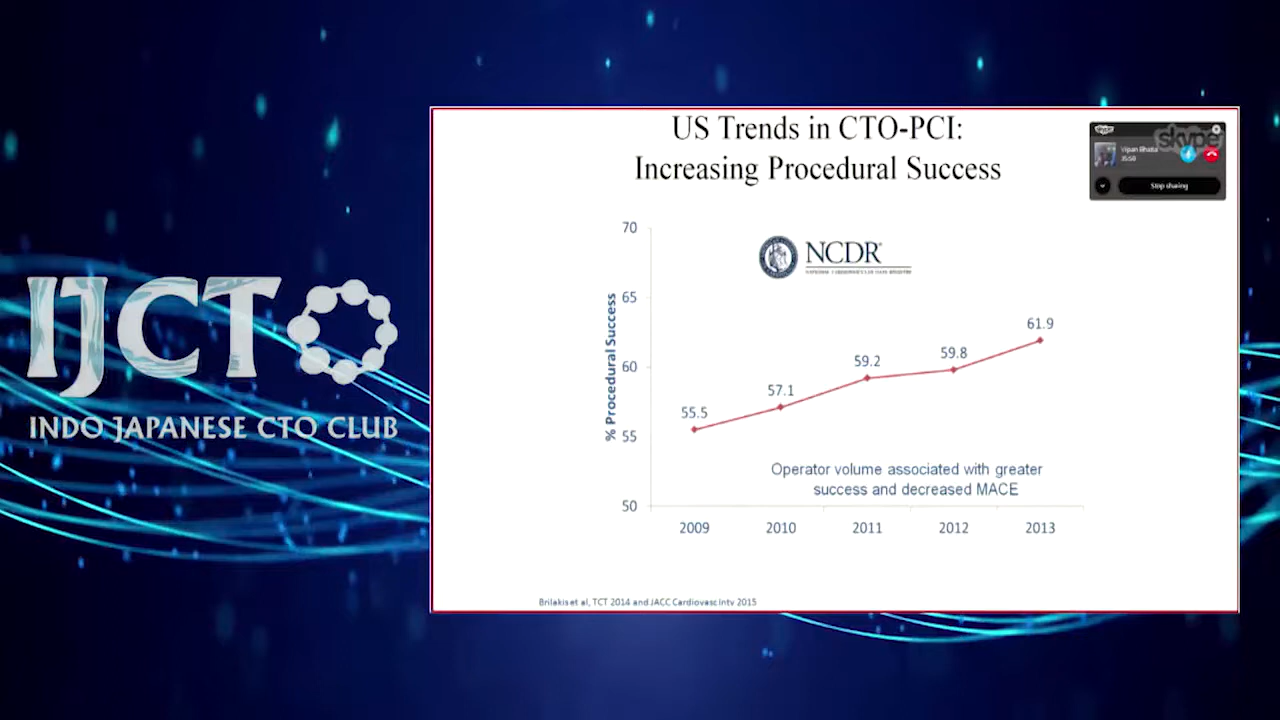 IJCTO
INDO JAPANESE CTO CLUB
US Trends in CTO-PCI:
Increasing Procedural Success
skype
Stop sharing
NCDR®
% Procedural Success
70
65
60
55
50
55.5
57.1
59.2
59.8
61.9
Operator volume associated with greater
success and decreased MACE
2009
2010
2011
2012
2013
Brilakis et al, TCT 2014 and JACC Cardiovasc Intv 2015